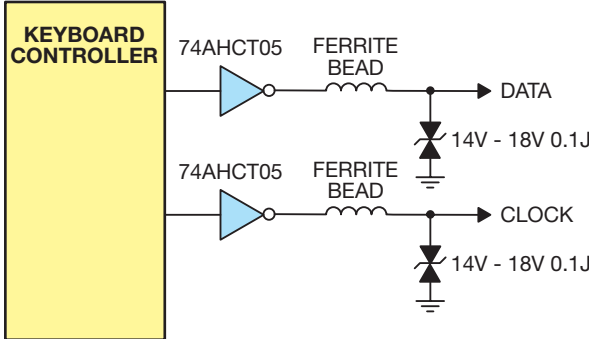 KEYBOARD
CONTROLLER
74AHCT05
FERRITE
BEAD
DATA
14V - 18V 0.1J
74AHCT05
FERRITE
BEAD
CLOCK
14V - 18V 0.1J